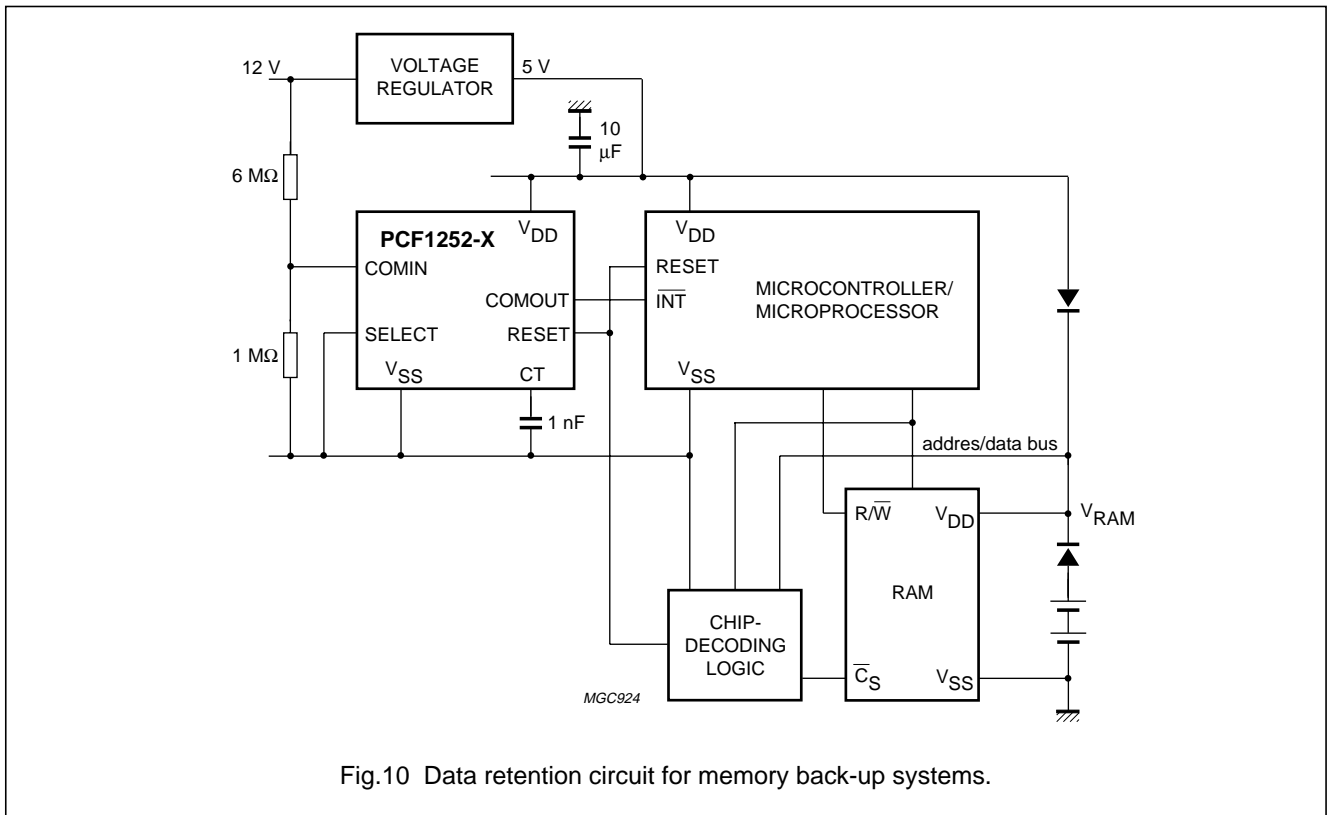 12 V
VOLTAGE
REGULATOR
5 V
10
μF
6 MΩ
PCF1252-X
VDD
COMIN
COMOUT
SELECT
RESET
VSS
CT
1 MΩ
1 nF
VDD
RESET
INT
MICROCONTROLLER/
MICROPROCESSOR
VSS
addres/data bus
R/W
VDD
VRAM
RAM
CHIP-
DECODING
LOGIC
CS
VSS
MGC924
Fig.10 Data retention circuit for memory back-up systems.